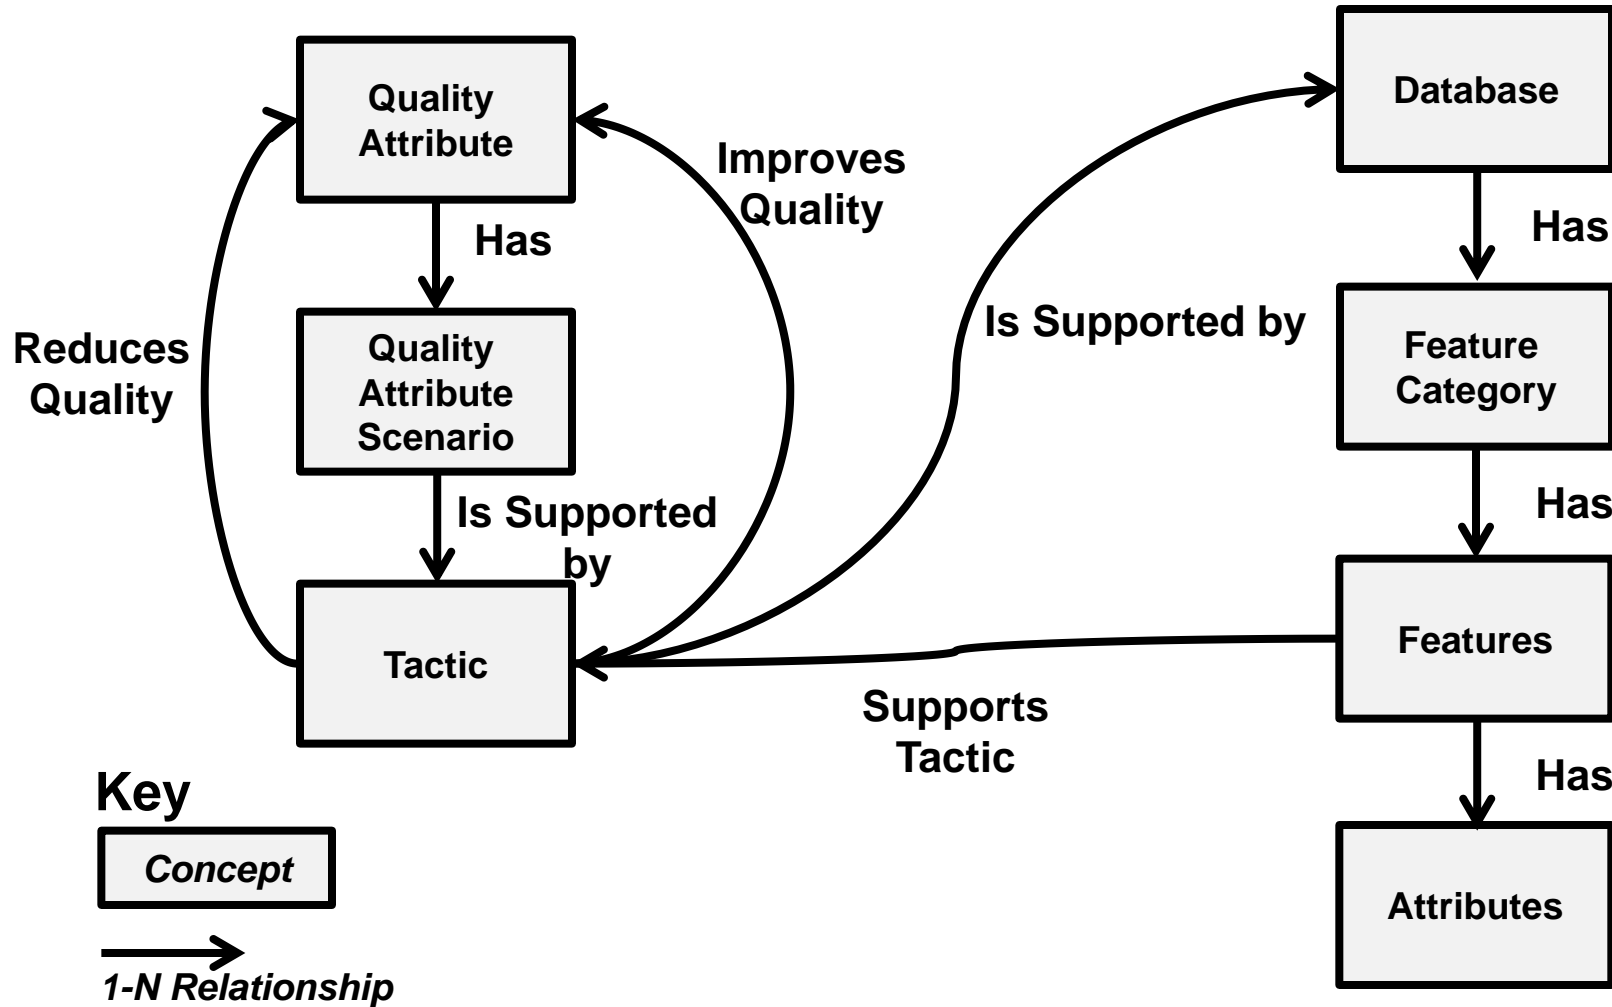 Quality
Attribute
Has
Quality
Attribute
Scenario
Is Supported
by
Tactic
Reduces
Quality
Improves
Quality
Is Supported by
Supports
Tactic
Database
Has
Feature
Category
Has
Features
Has
Attributes
Key
Concept
1-N Relationship